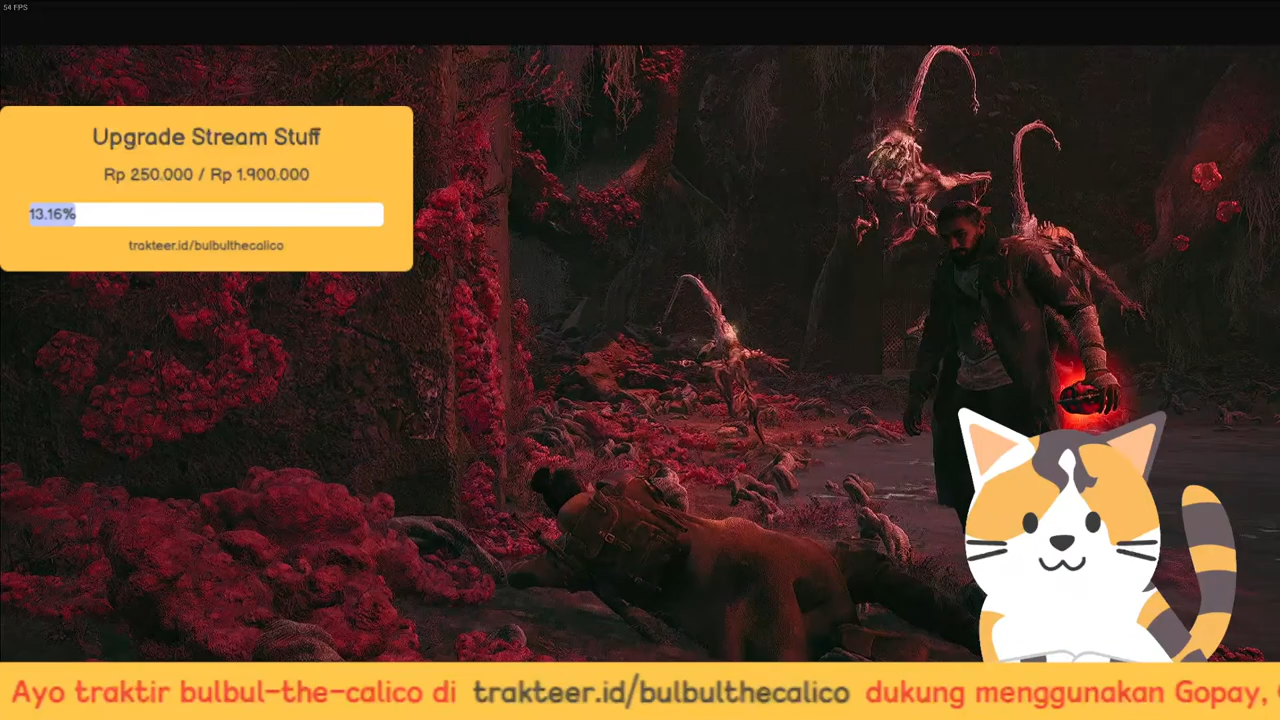 54 FPS
Upgrade Stream Stuff
Rp 250.000 / Rp 1.900.000
13.16%
trakteer.id/bulbulthecalico
Ayo traktir bulbul-the-calico di trakteer.id/bulbulthecalico dukung menggunakan Gopay,